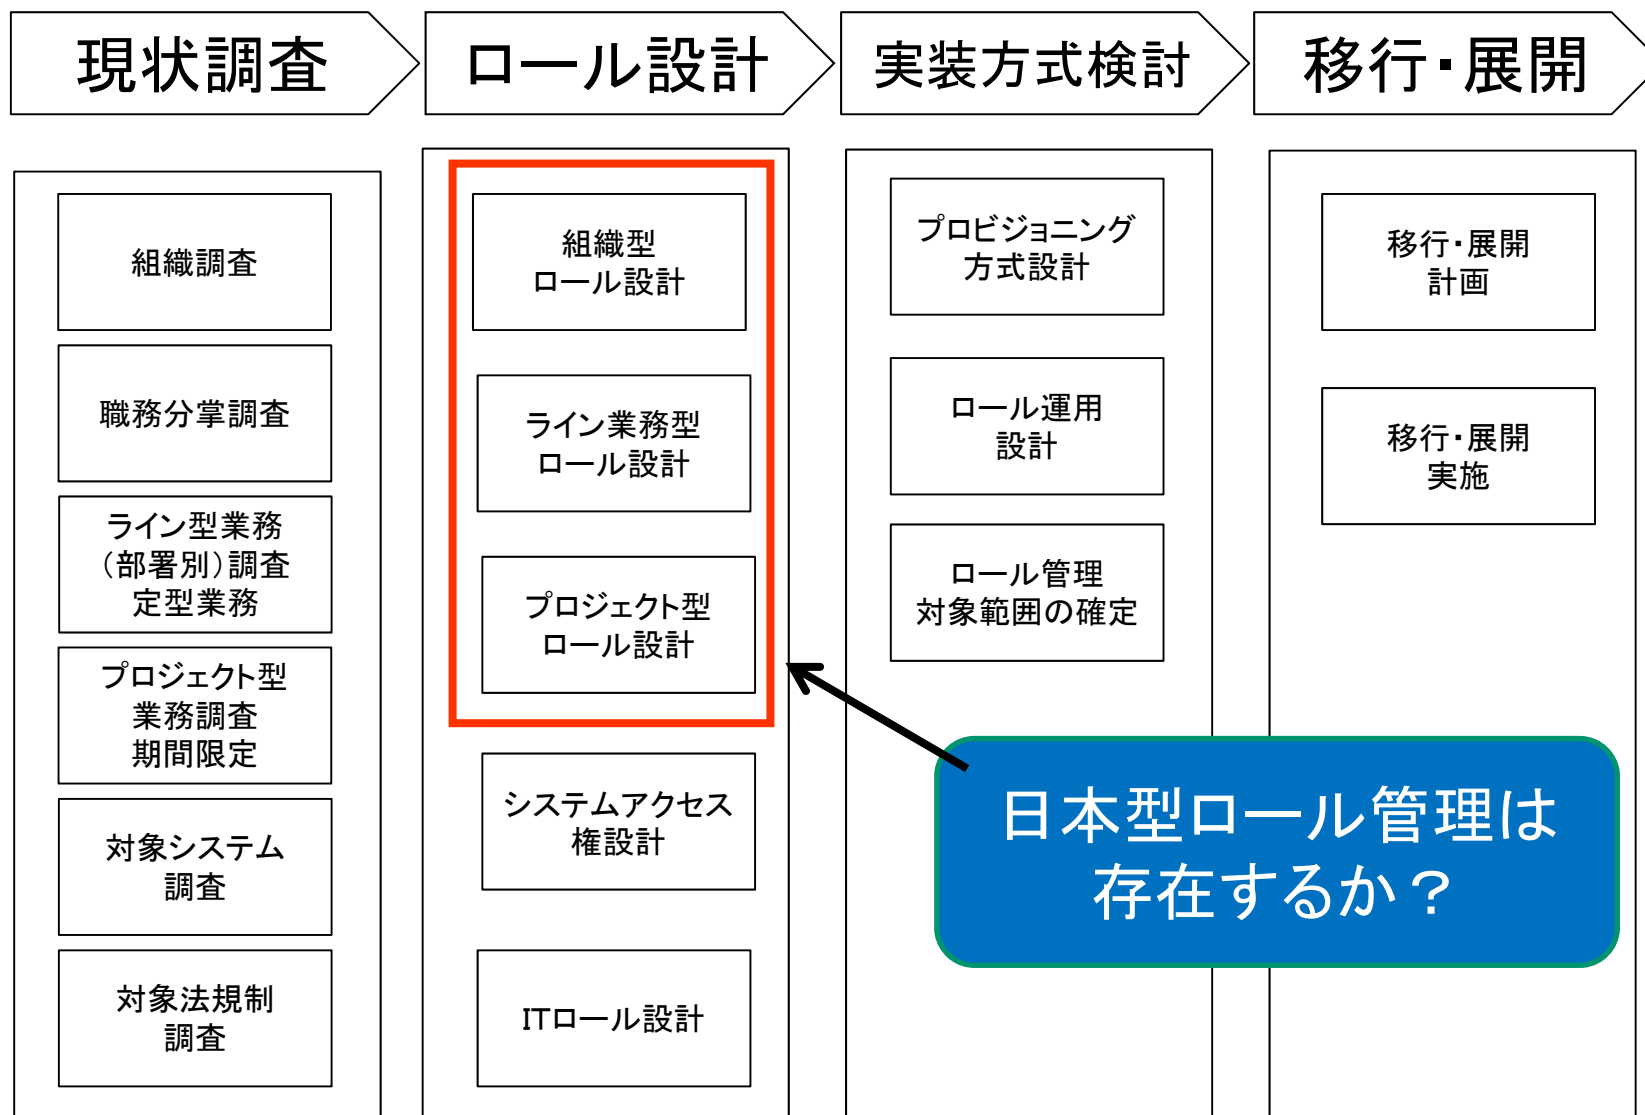 現状調査
ロール設計
実装方式検討
移行・展開
組織調査
職務分掌調査
ライン型業務
（部署別）調査
定型業務
プロジェクト型
業務調査
期間限定
対象システム
調査
対象法規制
調査
組織型
ロール設計
ライン業務型
ロール設計
プロジェクト型
ロール設計
システムアクセス
権設計
ITロール設計
プロビジョニング
方式設計
ロール運用
設計
ロール管理
対象範囲の確定
移行・展開
計画
移行・展開
実施
日本型ロール管理は
存在するか？